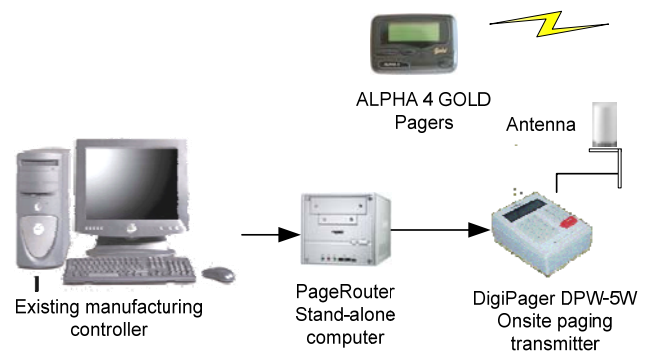 ALPHA 4 GOLD
Pagers
Antenna
Existing manufacturing
controller
PageRouter
Stand-alone
computer
DigiPager DPW-5W
Onsite paging
transmitter